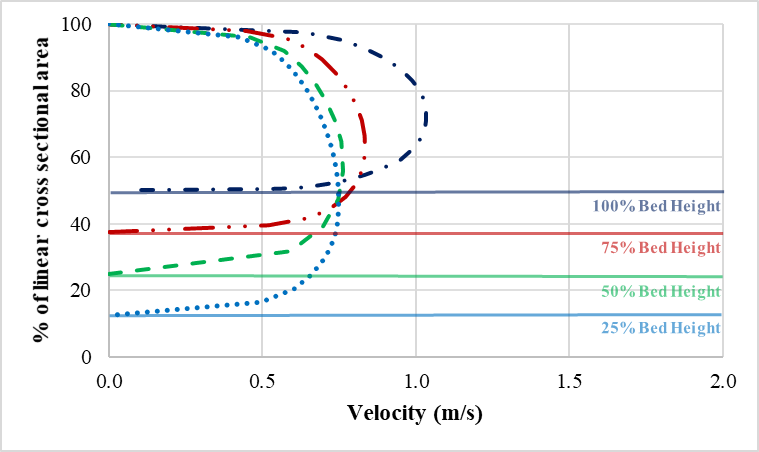 % of linear cross sectional area
100
80
60
40
20
0
100% Bed Height
75% Bed Height
50% Bed Height
25% Bed Height
0.0 0.5 1.0 1.5 2.0
Velocity (m/s)